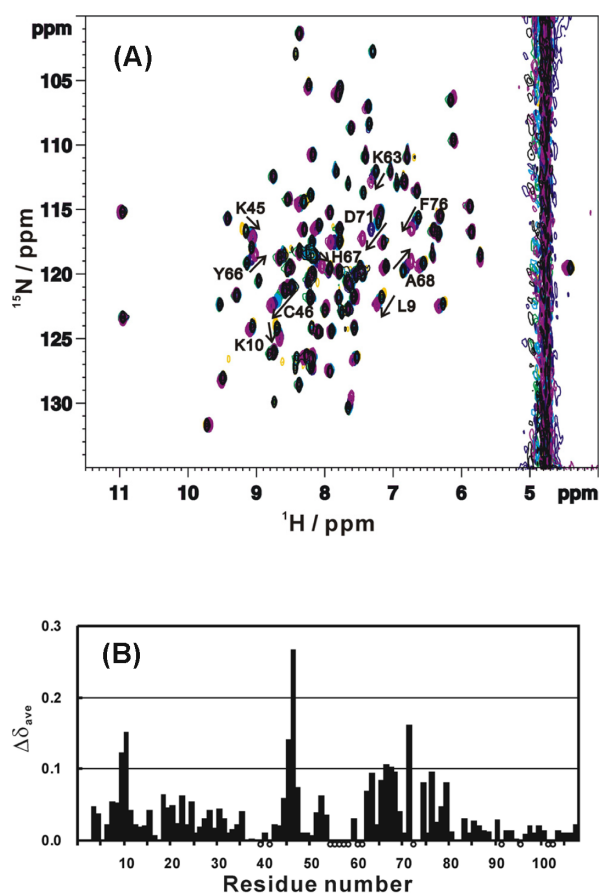 ppm
(A)
105
110
115
120
125
130
15N / ppm
K63
K45
F76
D71
H67
Y66
A68
C46
L9
K10
11 10 9 8 7 6 5 ppm
1H / ppm
(B)
0.3
0.2
0.1
0.0
Δδave
10 20 30 40 50 60 70 80 90 100
Residue number